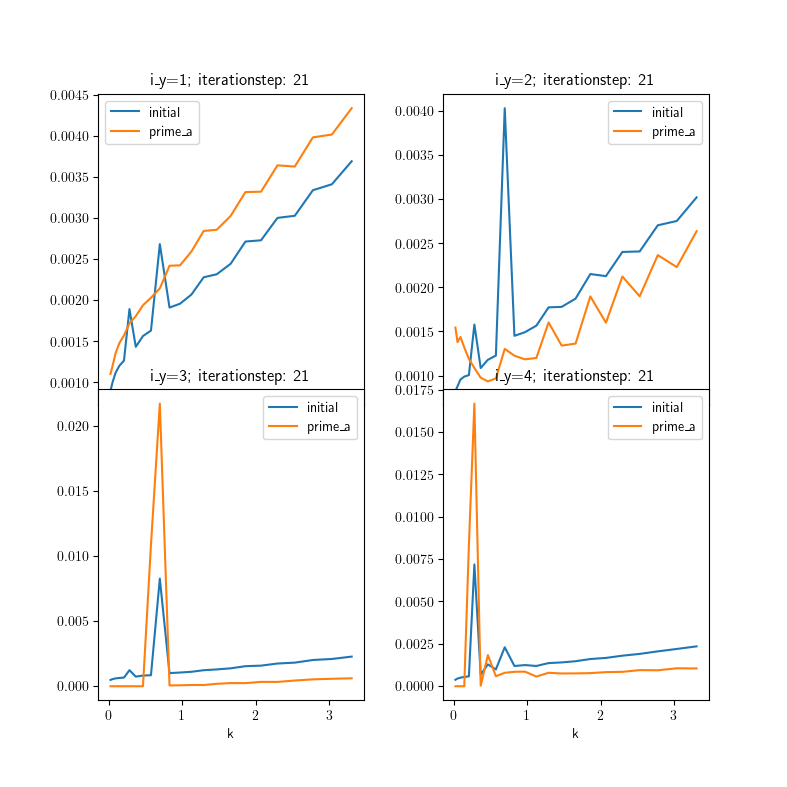 i_y=1; iterationstep: 21
i_y=2; iterationstep: 21
0.0045
0.0040
0.0035
0.0030
0.0025
0.0020
0.0015
0.0010
initial
prime_a
0.0040
0.0035
0.0030
0.0025
0.0020
0.0015
0.0010
initial
prime_a
i_y=3; iterationstep: 21
i_y=4; iterationstep: 21
0.020
0.015
0.010
0.005
0.000
initial
prime_a
0 1 2 3
k
0.0175
0.0150
0.0125
0.0100
0.0075
0.0050
0.0025
0.0000
initial
prime_a
0 1 2 3
k